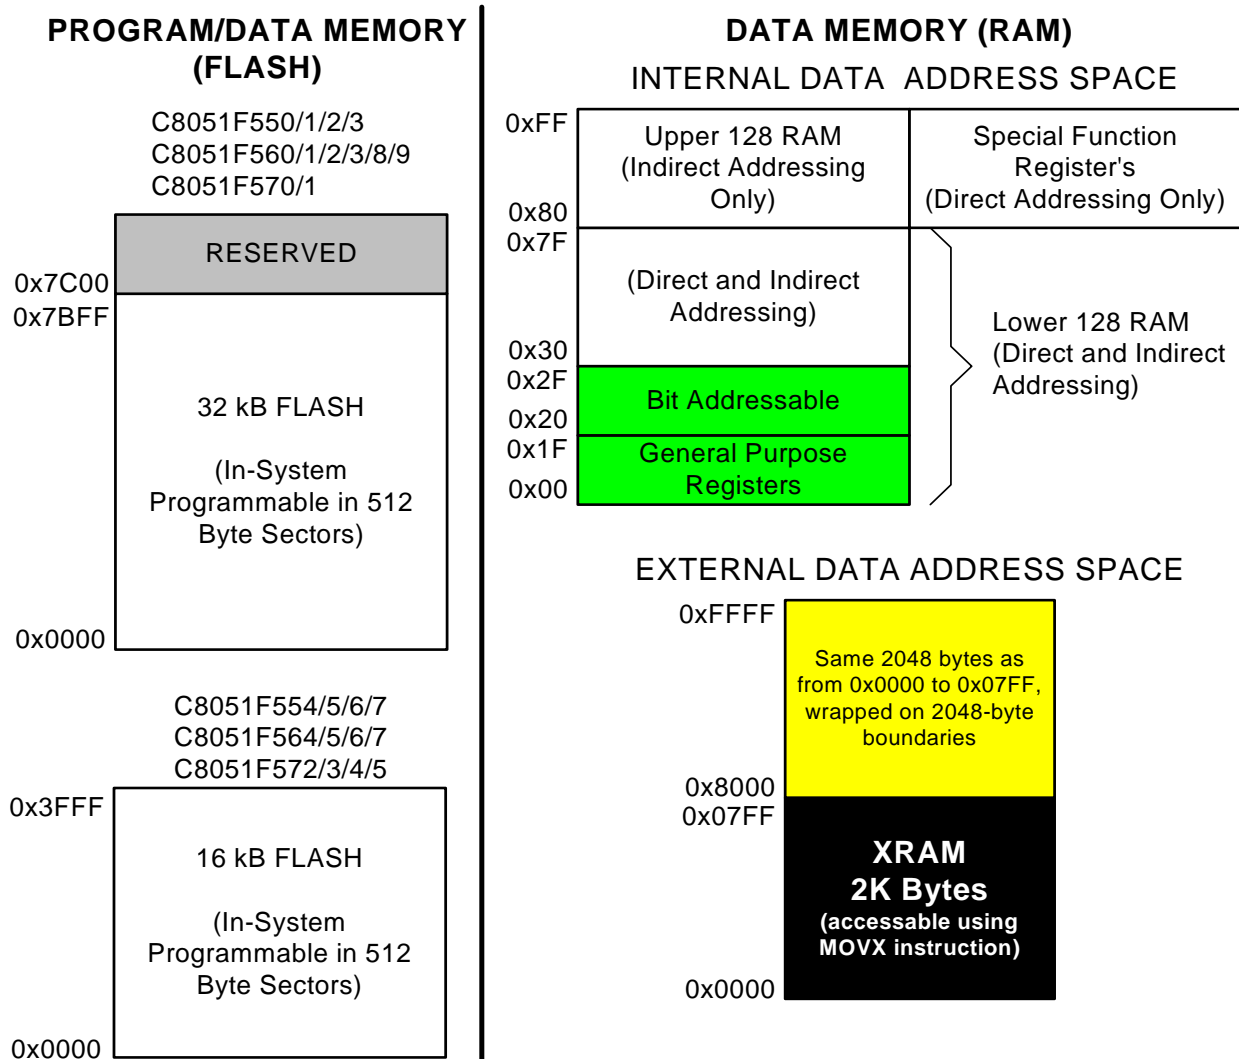 PROGRAM/DATA MEMORY
(FLASH)
C8051F550/1/2/3
C8051F560/1/2/3/8/9
C8051F570/1
RESERVED
0x7C00
0x7BFF
32 kB FLASH
(In-System
Programmable in 512
Byte Sectors)
0x0000
C8051F554/5/6/7
C8051F564/5/6/7
C8051F572/3/4/5
0x3FFF
16 kB FLASH
(In-System
Programmable in 512
Byte Sectors)
0x0000
DATA MEMORY (RAM)
INTERNAL DATA ADDRESS SPACE
0xFF
Upper 128 RAM
(Indirect Addressing
Only)
0x80
Special Function
Register's
(Direct Addressing Only)
0x7F
(Direct and Indirect
Addressing)
0x30
0x2F
Bit Addressable
0x20
0x1F
General Purpose
Registers
0x00
Lower 128 RAM
(Direct and Indirect
Addressing)
EXTERNAL DATA ADDRESS SPACE
0xFFFF
Same 2048 bytes as
from 0x0000 to 0x07FF,
wrapped on 2048-byte
boundaries
0x8000
0x07FF
XRAM
2K Bytes
(accessable using
MOVX instruction)
0x0000